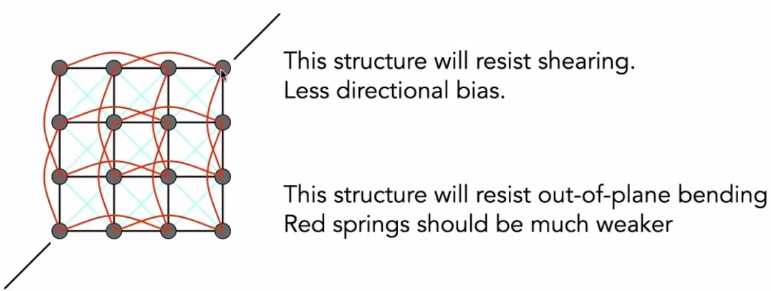 This structure will resist shearing.
Less directional bias.
This structure will resist out-of-plane bending
Red springs should be much weaker